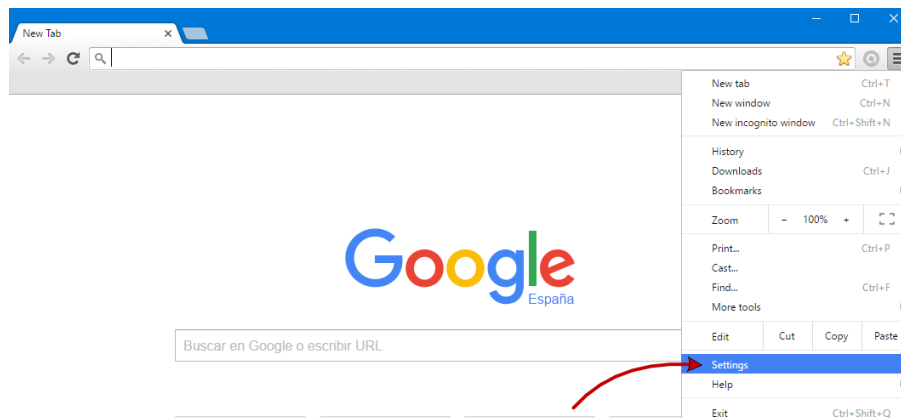 New Tab
New tab Ctrl+T
New window Ctrl+N
New incognito window Ctrl+Shift+N
History
Downloads Ctrl+J
Bookmarks
Zoom - 100% +
Print... Ctrl+P
Cast...
Find... Ctrl+F
More tools
Edit Cut Copy Paste
Settings
Help
Exit Ctrl+Shift+Q
Google
España
Buscar en Google o escribir URL